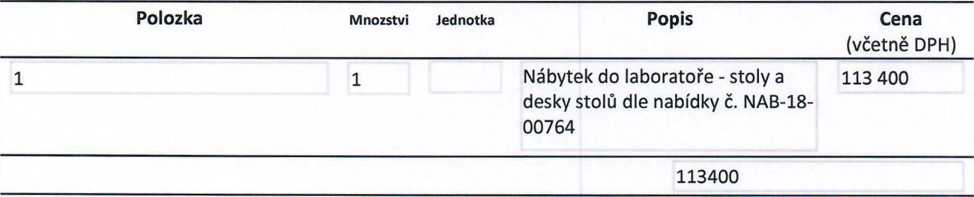 Polozka Mnozstvi Jednotka Popis Cena
(včetně DPH)
1 1 Nábytek do laboratoře - stoly a 113 400
desky stolů dle nabídky č. NAB-18-
00764
113400